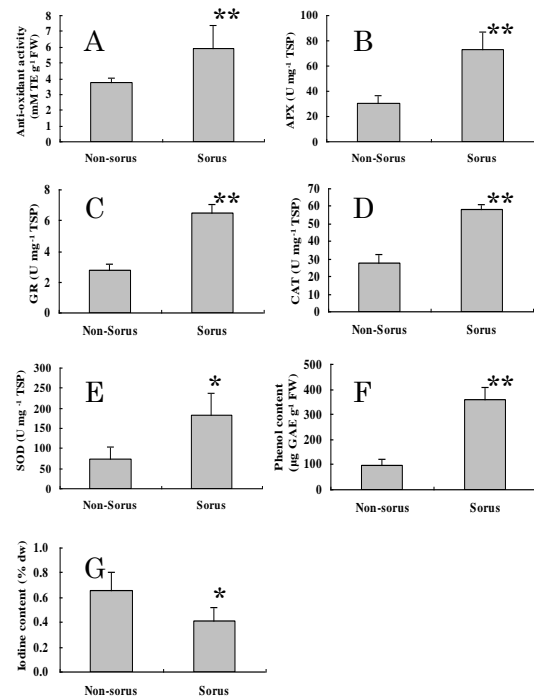 Anti-oxidant activity
(mM TE g-1 FW)
8
7
6
5
4
3
2
1
0
A
**
Non-sorus Sorus
APX (U mg-1 TSP)
100
80
60
40
20
0
B
**
Non-sorus Sorus
GR (U mg-1 TSP)
8
6
4
2
0
C
**
Non-Sorus Sorus
CAT (U mg-1 TSP)
70
60
50
40
30
20
10
0
D
**
Non-Sorus Sorus
SOD (U mg-1 TSP)
300
250
200
150
100
50
0
E
*
Non-Sorus Sorus
Phenol content
(µg GAE g-1 FW)
500
400
300
200
100
0
F
**
Non-sorus Sorus
Iodine content (% dw)
1.0
0.8
0.6
0.4
0.2
0.0
G
*
Non-sorus Sorus